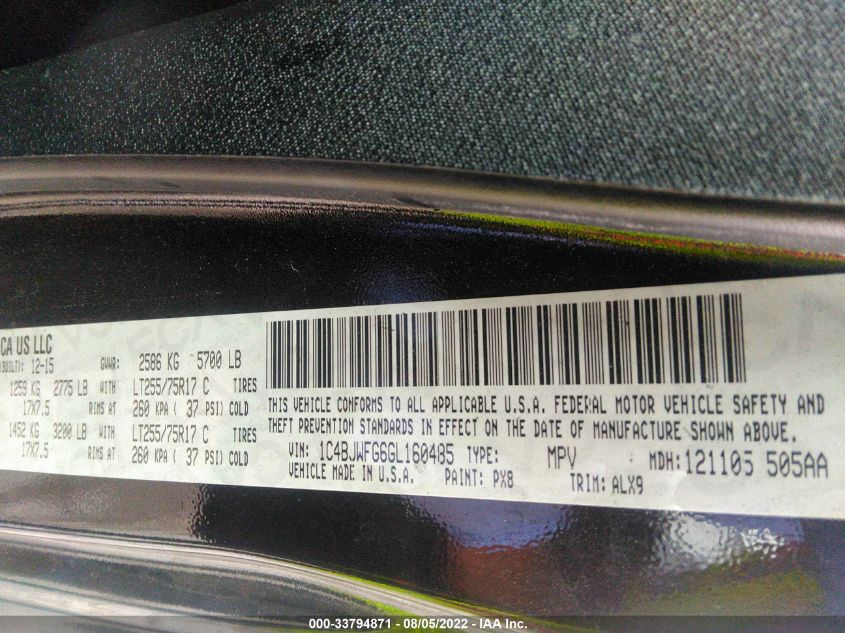 CA US LLC
BUILT): 12-15 GVWR: 2586 KG 5700 LB
1259 KG 2775 LB WITH LT255/75R17 C TIRES
17X7.5 RIMS AT 260 KPA ( 37 PSI) COLD
1452 KG 3200 LB WITH LT255/75R17 C TIRES
17X7.5 RIMS AT 260 KPA ( 37 PSI) COLD
THIS VEHICLE CONFORMS TO ALL APPLICABLE U.S.A. FEDERAL MOTOR VEHICLE SAFETY AND
THEFT PREVENTION STANDARDS IN EFFECT ON THE DATE OF MANUFACTURE SHOWN ABOVE.
VIN: 1C4BJWFG6GL160485 TYPE: MPV MDH: 121105 505AA
VEHICLE MADE IN U.S.A. PAINT: PX8 TRIM: ALX9
000-33794871 - 08/05/2022 - IAA Inc.